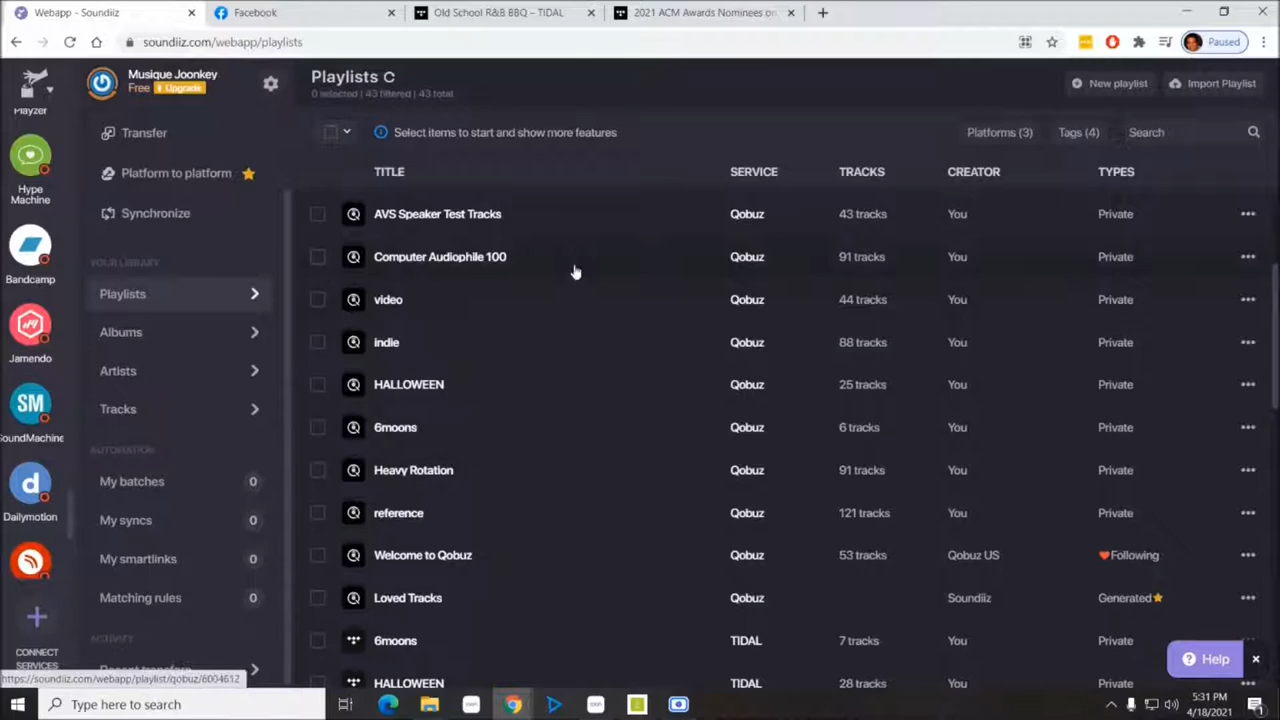 Webapp - Soundiiz
Facebook
Old School R&B BBQ – TIDAL
2021 ACM Awards Nominees on
soundiiz.com/webapp/playlists
Paused
Playzer
Hype
Machine
Bandcamp
Jamendo
SM
SoundMachine
d
Dailymotion
CONNECT
SERVICES
Musique Joonkey
Free Upgrade
Transfer
Platform to platform
Synchronize
YOUR LIBRARY
Playlists
Albums
Artists
Tracks
AUTOMATION
My batches 0
My syncs 0
My smartlinks 0
Matching rules 0
ACTIVITY
Recent transfers
Playlists
0 selected | 43 filtered | 43 total
New playlist
Import Playlist
Select items to start and show more features
Platforms (3)
Tags (4)
Search
TITLE SERVICE TRACKS CREATOR TYPES
AVS Speaker Test Tracks Qobuz 43 tracks You Private
Computer Audiophile 100 Qobuz 91 tracks You Private
video Qobuz 44 tracks You Private
indie Qobuz 88 tracks You Private
HALLOWEEN Qobuz 25 tracks You Private
6moons Qobuz 6 tracks You Private
Heavy Rotation Qobuz 91 tracks You Private
reference Qobuz 121 tracks You Private
Welcome to Qobuz Qobuz 53 tracks Qobuz US Following
Loved Tracks Qobuz Soundiiz Generated
6moons TIDAL 7 tracks You Private
HALLOWEEN TIDAL 28 tracks You Private
Help
https://soundiiz.com/webapp/playlist/qobuz/6004612
Type here to search
5:31 PM
4/18/2021
1